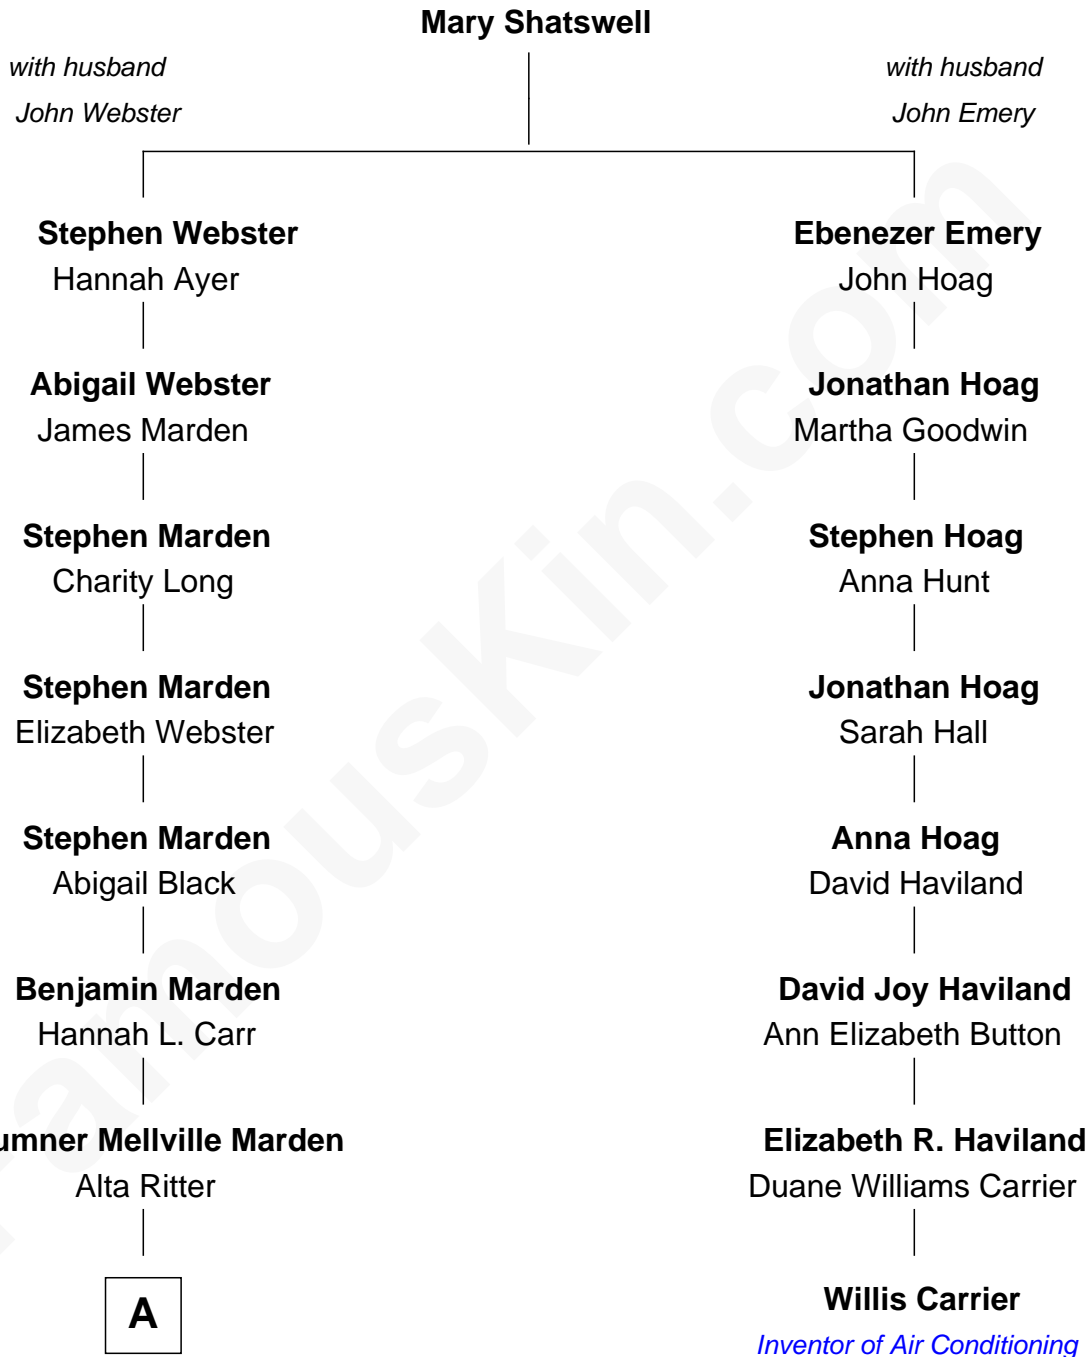 Mary Shatswell
with husband
John Webster
with husband
John Emery
Stephen Webster
Hannah Ayer
Ebenezer Emery
John Hoag
Abigail Webster
James Marden
Jonathan Hoag
Martha Goodwin
Stephen Marden
Charity Long
Stephen Hoag
Anna Hunt
Stephen Marden
Elizabeth Webster
Jonathan Hoag
Sarah Hall
Stephen Marden
Abigail Black
Anna Hoag
David Haviland
Benjamin Marden
Hannah L. Carr
David Joy Haviland
Ann Elizabeth Button
umner Mellville Marden
Alta Ritter
Elizabeth R. Haviland
Duane Williams Carrier
A
Willis Carrier
Inventor of Air Conditioning
FamousKin.com